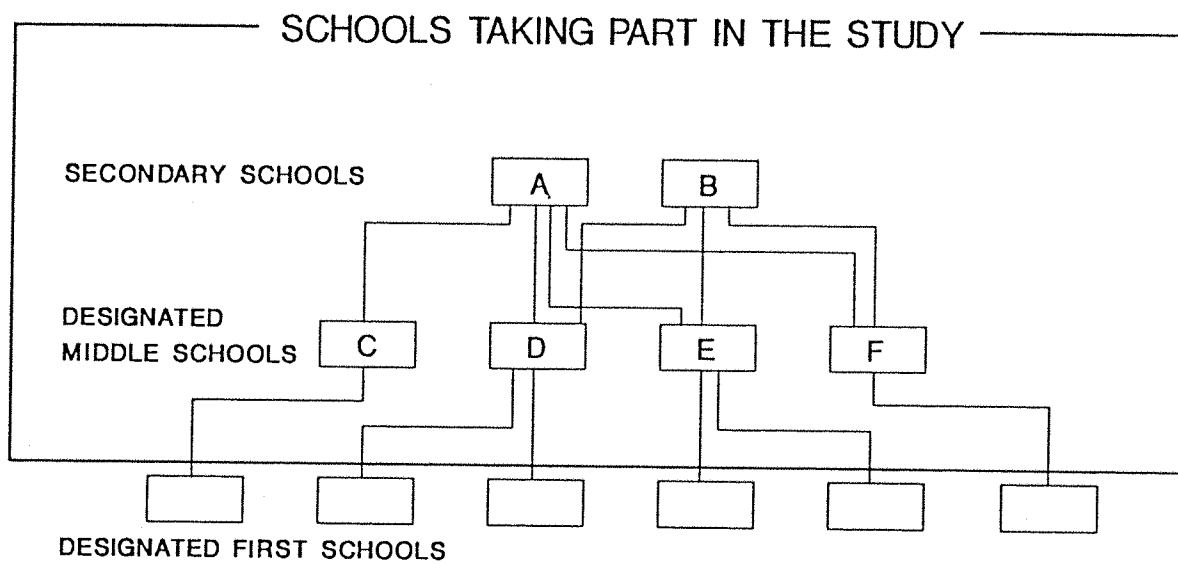 SCHOOLS TAKING PART IN THE STUDY
SECONDARY SCHOOLS
A
B
DESIGNATED
MIDDLE SCHOOLS
C
D
E
F
DESIGNATED FIRST SCHOOLS